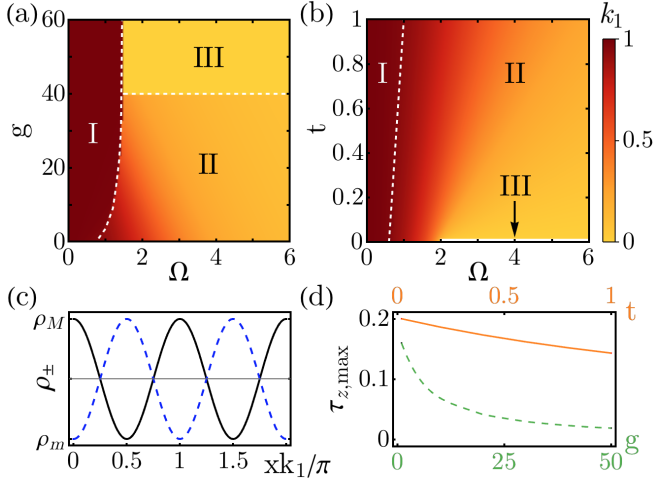 (a)
60
40
20
0
g
I
II
III
0
2
4
6
Ω
(b)
1
0.8
0.6
0.4
0.2
0
t
I
II
III
0
2
4
6
Ω
k₁
1
0.5
0
(c)
ρM
ρ±
ρm
0
0.5
1
1.5
xk₁/π
(d)
0
0.5
1
t
0.2
0.1
0
τz,max
0
25
50
g